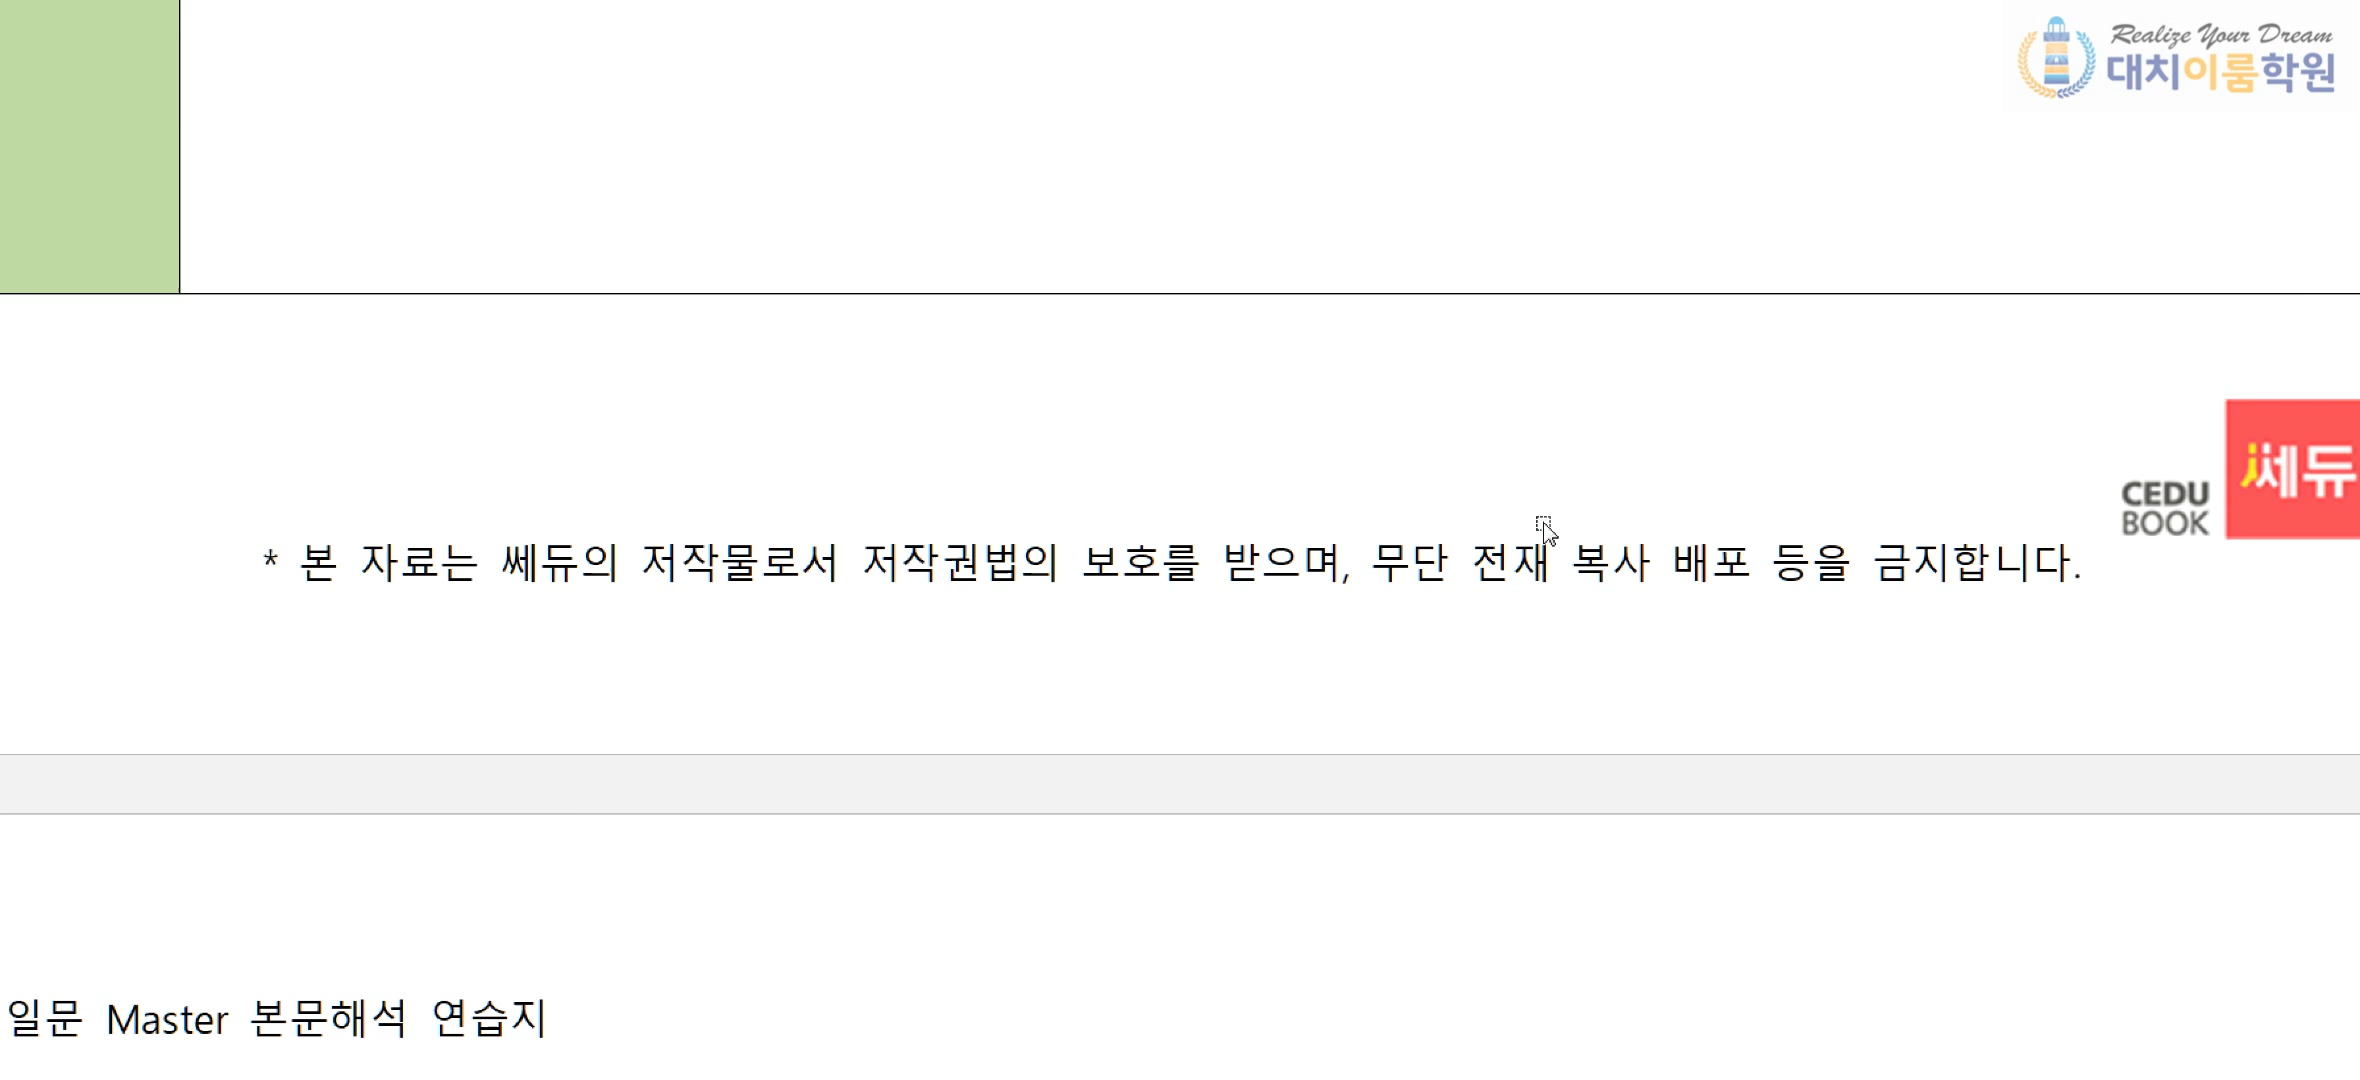 Realize Your Dream
대치이룸학원
쎄듀
CEDU
BOOK
* 본 자료는 쎄듀의 저작물로서 저작권법의 보호를 받으며, 무단 전재 복사 배포 등을 금지합니다.
일문 Master 본문해석 연습지